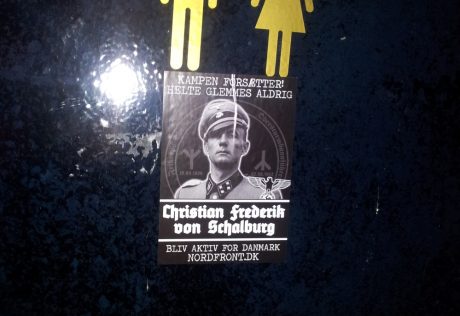 KAMPEN FORSÆTTER!
HELTE GLEMMES ALDRIG
Christian Frederik
von Schalburg
BLIV AKTIV FOR DANMARK
NORDFRONT.DK